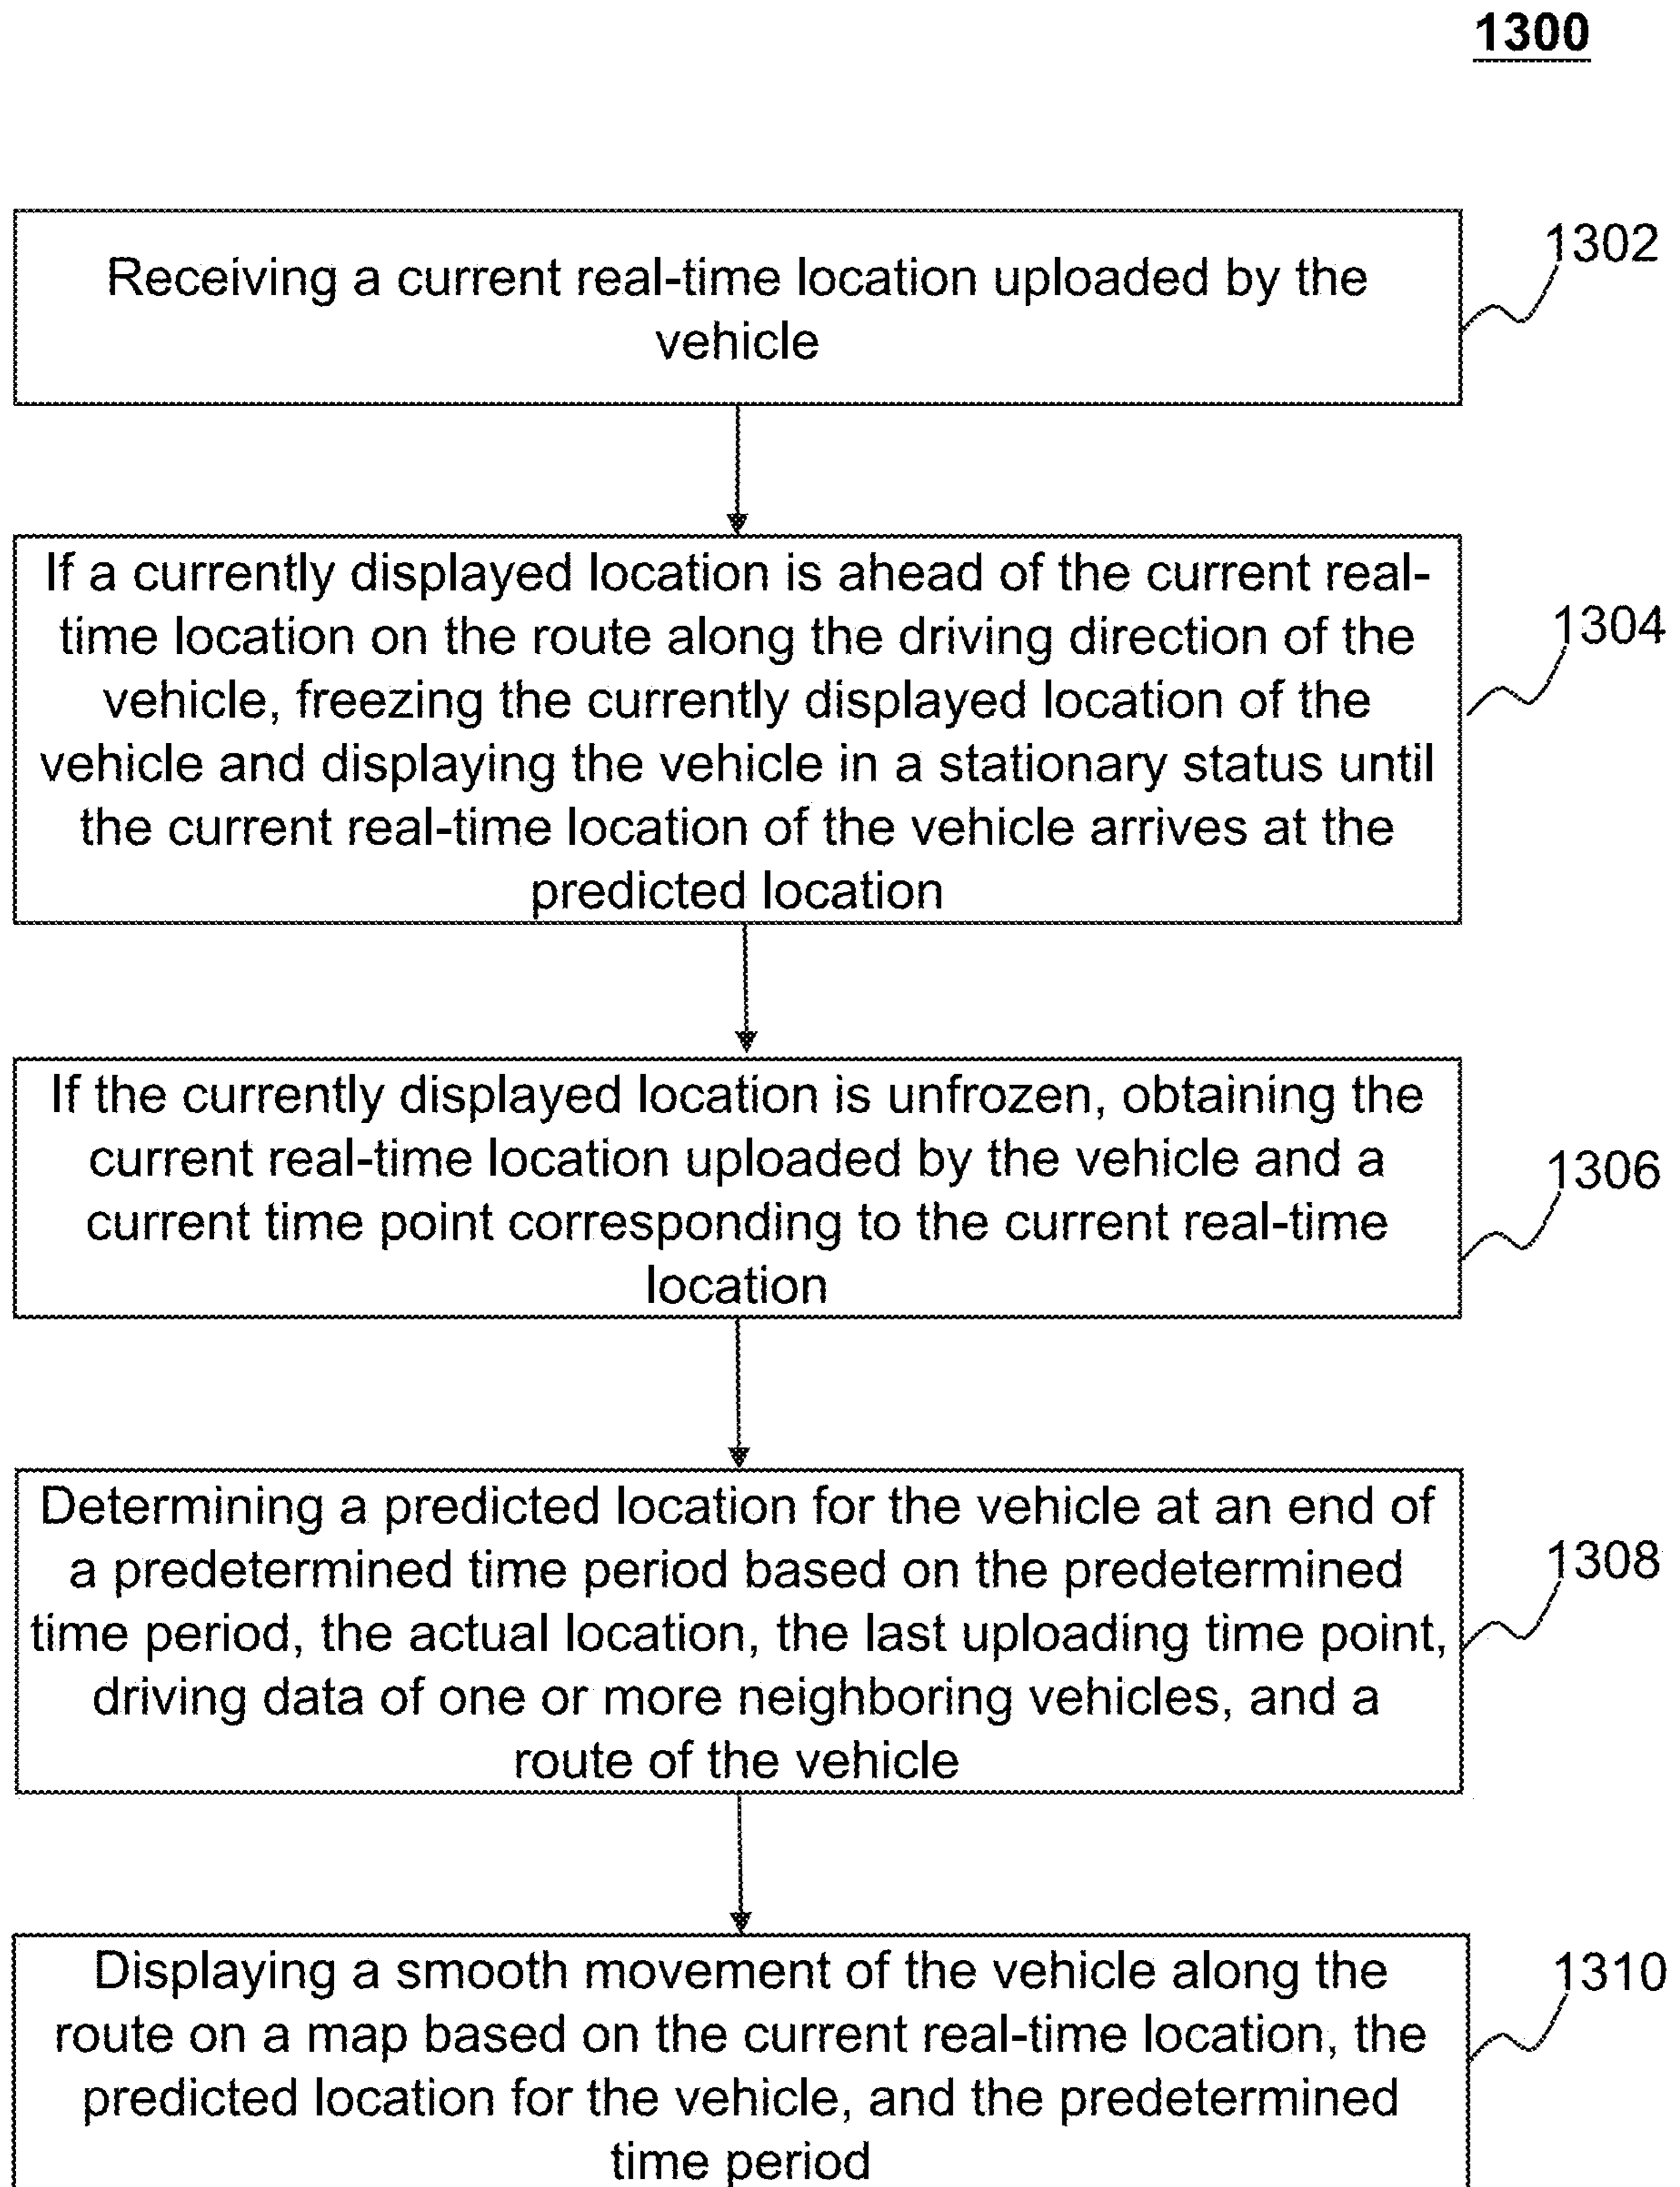 1300
Receiving a current real-time location uploaded by the
vehicle
1302
If a currently displayed location is ahead of the current real-
time location on the route along the driving direction of the
vehicle, freezing the currently displayed location of the
vehicle and displaying the vehicle in a stationary status until
the current real-time location of the vehicle arrives at the
predicted location
1304
If the currently displayed location is unfrozen, obtaining the
current real-time location uploaded by the vehicle and a
current time point corresponding to the current real-time
location
1306
Determining a predicted location for the vehicle at an end of
a predetermined time period based on the predetermined
time period, the actual location, the last uploading time point,
driving data of one or more neighboring vehicles, and a
route of the vehicle
1308
Displaying a smooth movement of the vehicle along the
route on a map based on the current real-time location, the
predicted location for the vehicle, and the predetermined
time period
1310